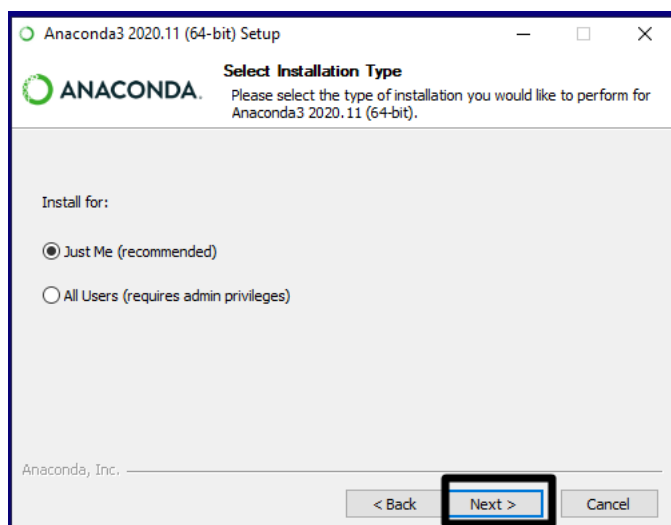 Anaconda3 2020.11 (64-bit) Setup
ANACONDA.
Select Installation Type
Please select the type of installation you would like to perform for
Anaconda3 2020.11 (64-bit).
Install for:
Just Me (recommended)
All Users (requires admin privileges)
Anaconda, Inc.
< Back
Next >
Cancel